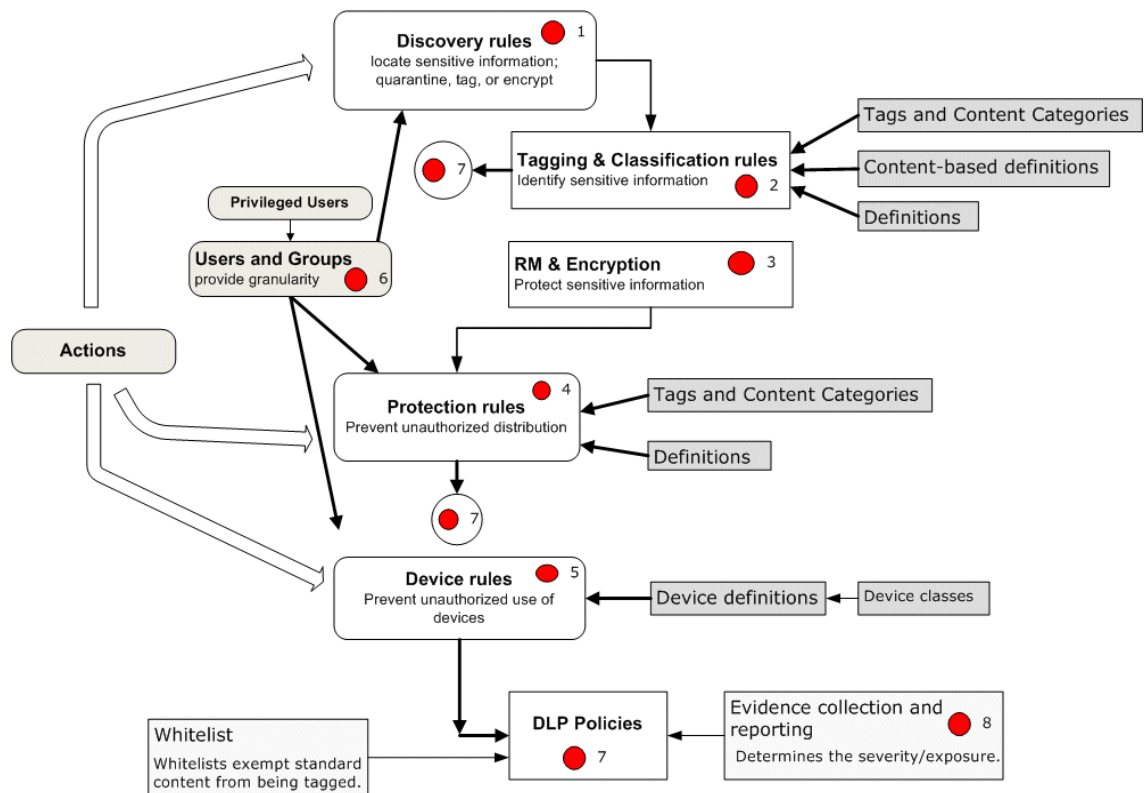 Discovery rules
1
locate sensitive information;
quarantine, tag, or encrypt
Tags and Content Categories
7
Tagging & Classification rules
Identify sensitive information
2
Content-based definitions
Definitions
Privileged Users
Users and Groups
provide granularity
6
RM & Encryption
3
Protect sensitive information
Actions
4
Protection rules
Prevent unauthorized distribution
Tags and Content Categories
Definitions
7
Device rules
5
Prevent unauthorized use of
devices
Device definitions
Device classes
Whitelist
Whitelists exempt standard
content from being tagged.
DLP Policies
7
Evidence collection and
reporting
8
Determines the severity/exposure.